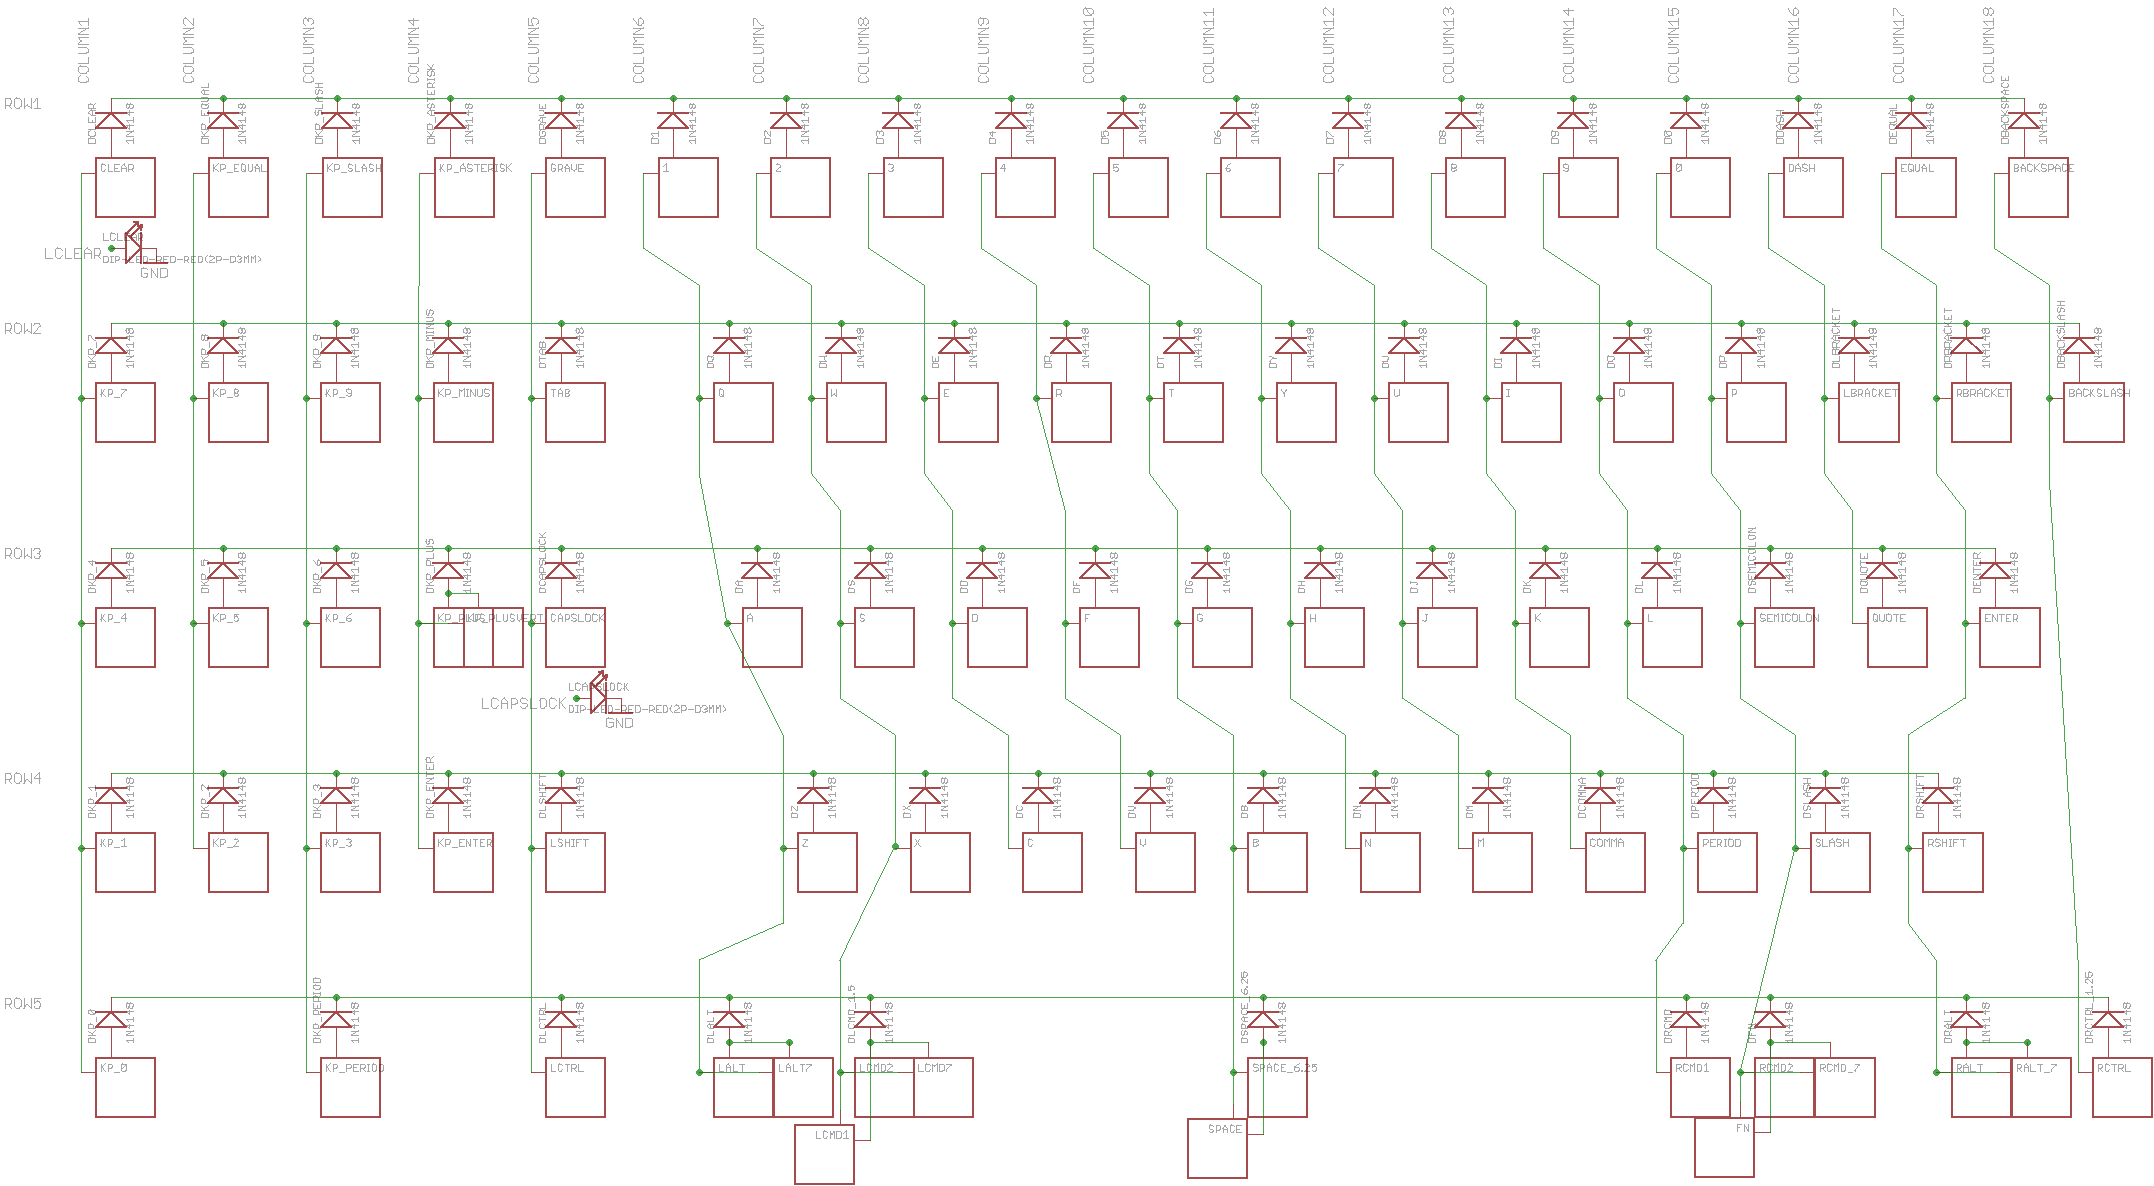 COLUMN1 COLUMN2 COLUMN3 COLUMN4 COLUMN5 COLUMN6 COLUMN7 COLUMN8 COLUMN9 COLUMN10 COLUMN11 COLUMN12 COLUMN13 COLUMN14 COLUMN15 COLUMN16 COLUMN17 COLUMN18
ROW1
DCLEAR 1N4148 DKP_EQUAL 1N4148 DKP_SLASH 1N4148 DKP_ASTERISK 1N4148 DGRAVE 1N4148 D1 1N4148 D2 1N4148 D3 1N4148 D4 1N4148 D5 1N4148 D6 1N4148 D7 1N4148 D8 1N4148 D9 1N4148 D0 1N4148 DDASH 1N4148 DEQUAL 1N4148 DBACKSPACE 1N4148
CLEAR KP_EQUAL KP_SLASH KP_ASTERISK GRAVE 1 2 3 4 5 6 7 8 9 0 DASH EQUAL BACKSPACE
LCLEAR
LCLEAR
DIP-LED-RED-RED(2P-D3MM)
GND
ROW2
DKP_7 1N4148 DKP_8 1N4148 DKP_9 1N4148 DKP_MINUS 1N4148 DTAB 1N4148 DQ 1N4148 DW 1N4148 DE 1N4148 DR 1N4148 DT 1N4148 DY 1N4148 DU 1N4148 DI 1N4148 DO 1N4148 DP 1N4148 DLBRACKET 1N4148 DRBRACKET 1N4148 DBACKSLASH 1N4148
KP_7 KP_8 KP_9 KP_MINUS TAB Q W E R T Y U I O P LBRACKET RBRACKET BACKSLASH
ROW3
DKP_4 1N4148 DKP_5 1N4148 DKP_6 1N4148 DKP_PLUS 1N4148 DCAPSLOCK 1N4148 DA 1N4148 DS 1N4148 DD 1N4148 DF 1N4148 DG 1N4148 DH 1N4148 DJ 1N4148 DK 1N4148 DL 1N4148 DSEMICOLON 1N4148 DQUOTE 1N4148 DENTER 1N4148
KP_4 KP_5 KP_6 KP_PLUS KP_PLUSVERT CAPSLOCK A S D F G H J K L SEMICOLON QUOTE ENTER
LCAPSLOCK
LCAPSLOCK
DIP-LED-RED-RED(2P-D3MM)
GND
ROW4
DKP_1 1N4148 DKP_2 1N4148 DKP_3 1N4148 DKP_ENTER 1N4148 DLSHIFT 1N4148 DZ 1N4148 DX 1N4148 DC 1N4148 DV 1N4148 DB 1N4148 DN 1N4148 DM 1N4148 DCOMMA 1N4148 DPERIOD 1N4148 DSLASH 1N4148 DRSHIFT 1N4148
KP_1 KP_2 KP_3 KP_ENTER LSHIFT Z X C V B N M COMMA PERIOD SLASH RSHIFT
ROW5
DKP_0 1N4148 DKP_PERIOD 1N4148 DLCTRL 1N4148 DLALT 1N4148 DLCMD_1.5 1N4148 DSPACE_6.25 1N4148 DRCMD 1N4148 DFN 1N4148 DRALT 1N4148 DRCTRL_1.25 1N4148
KP_0 KP_PERIOD LCTRL LALT LALT7 LCMD2 LCMD7 SPACE_6.25 RCMD1 RCMD2 RCMD_7 RALT RALT_7 RCTRL
LCMD1 SPACE FN